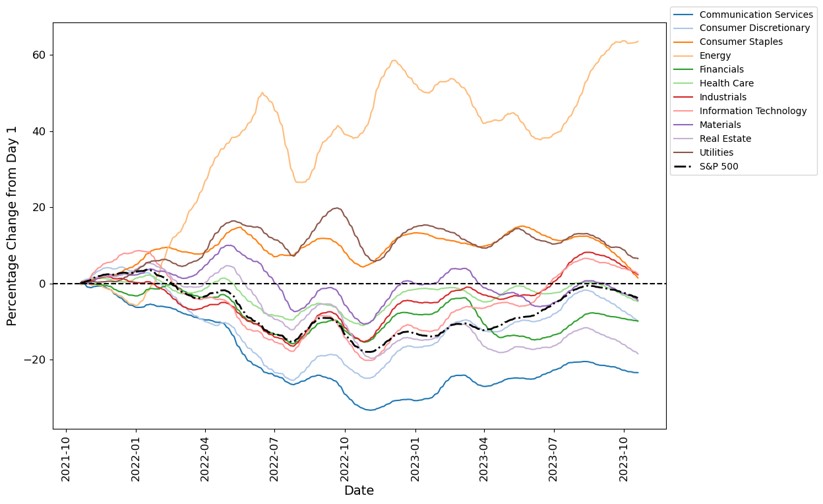 Communication Services
Consumer Discretionary
Consumer Staples
Energy
Financials
Health Care
Industrials
Information Technology
Materials
Real Estate
Utilities
S&P 500
Percentage Change from Day 1
60
40
20
0
−20
2021-10
2022-01
2022-04
2022-07
2022-10
2023-01
2023-04
2023-07
2023-10
Date